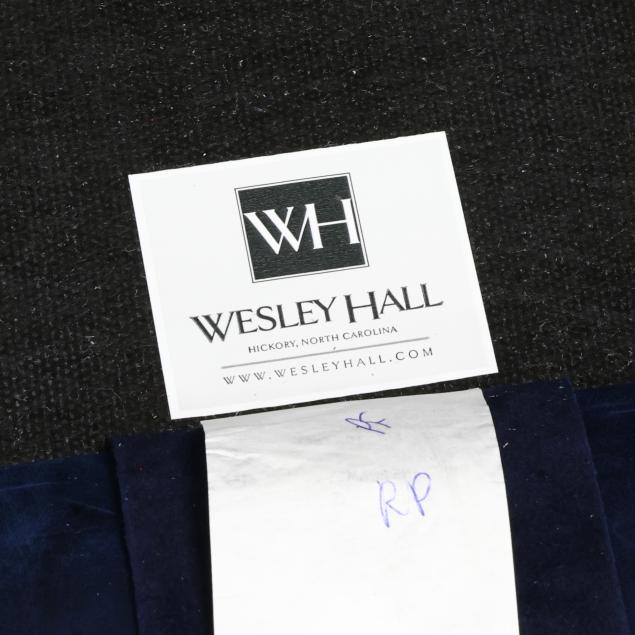 WH
WESLEY HALL
HICKORY, NORTH CAROLINA
WWW.WESLEYHALL.COM
RP